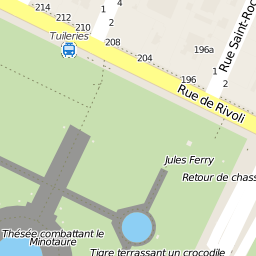 214
212
210
208
204
196a
196
1
2
4
1
2
Tuileries
Rue Saint-Roc
Rue de Rivoli
Jules Ferry
Retour de chass
Thésée combattant le
Minotaure
Tigre terrassant un crocodile